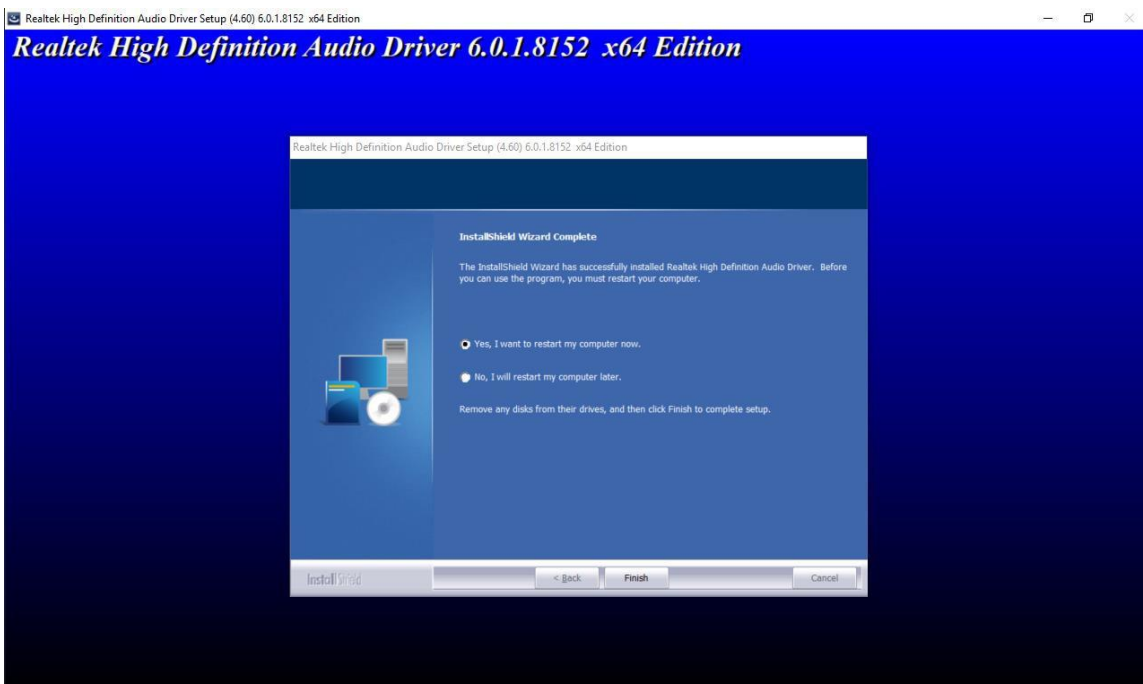 Realtek High Definition Audio Driver Setup (4.60) 6.0.1.8152 x64 Edition
Realtek High Definition Audio Driver 6.0.1.8152 x64 Edition
Realtek High Definition Audio Driver Setup (4.60) 6.0.1.8152 x64 Edition
InstallShield Wizard Complete
The InstallShield Wizard has successfully installed Realtek High Definition Audio Driver. Before
you can use the program, you must restart your computer.
Yes, I want to restart my computer now.
No, I will restart my computer later.
Remove any disks from their drives, and then click Finish to complete setup.
InstallShield
< Back
Finish
Cancel